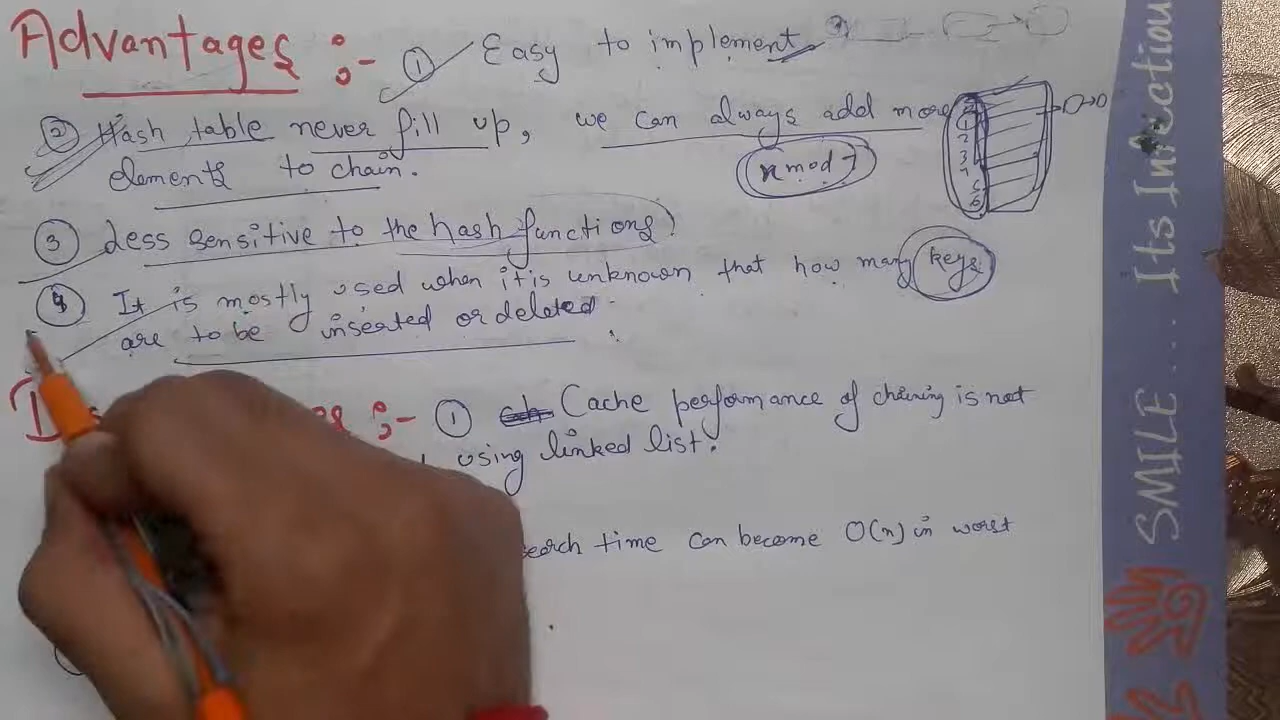 Advantages :- ① Easy to implement
② Hash table never fill up, we can always add more
elements to chain.
n mod 7
③ Less sensitive to the hash functions
④ It is mostly used when it is unknown that how many keys
are to be inserted or deleted
:- ① Cache performance of chaining is not
using linked list.
search time can become O(n) in worst
SMILE... Its Infectious